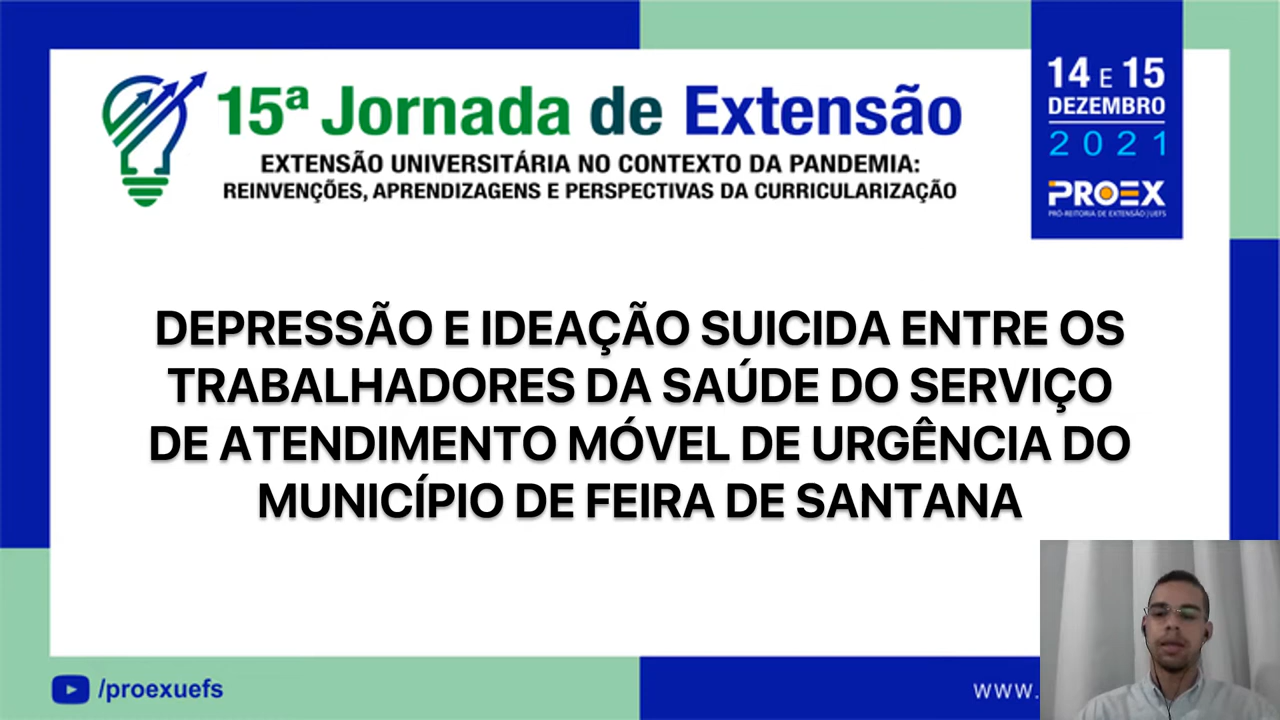 15ª Jornada de Extensão
EXTENSÃO UNIVERSITÁRIA NO CONTEXTO DA PANDEMIA:
REINVENÇÕES, APRENDIZAGENS E PERSPECTIVAS DA CURRICULARIZAÇÃO
14 E 15
DEZEMBRO
2021
PROEX
PRÓ-REITORIA DE EXTENSÃO | UEFS
DEPRESSÃO E IDEAÇÃO SUICIDA ENTRE OS
TRABALHADORES DA SAÚDE DO SERVIÇO
DE ATENDIMENTO MÓVEL DE URGÊNCIA DO
MUNICÍPIO DE FEIRA DE SANTANA
/proexuefs
www.